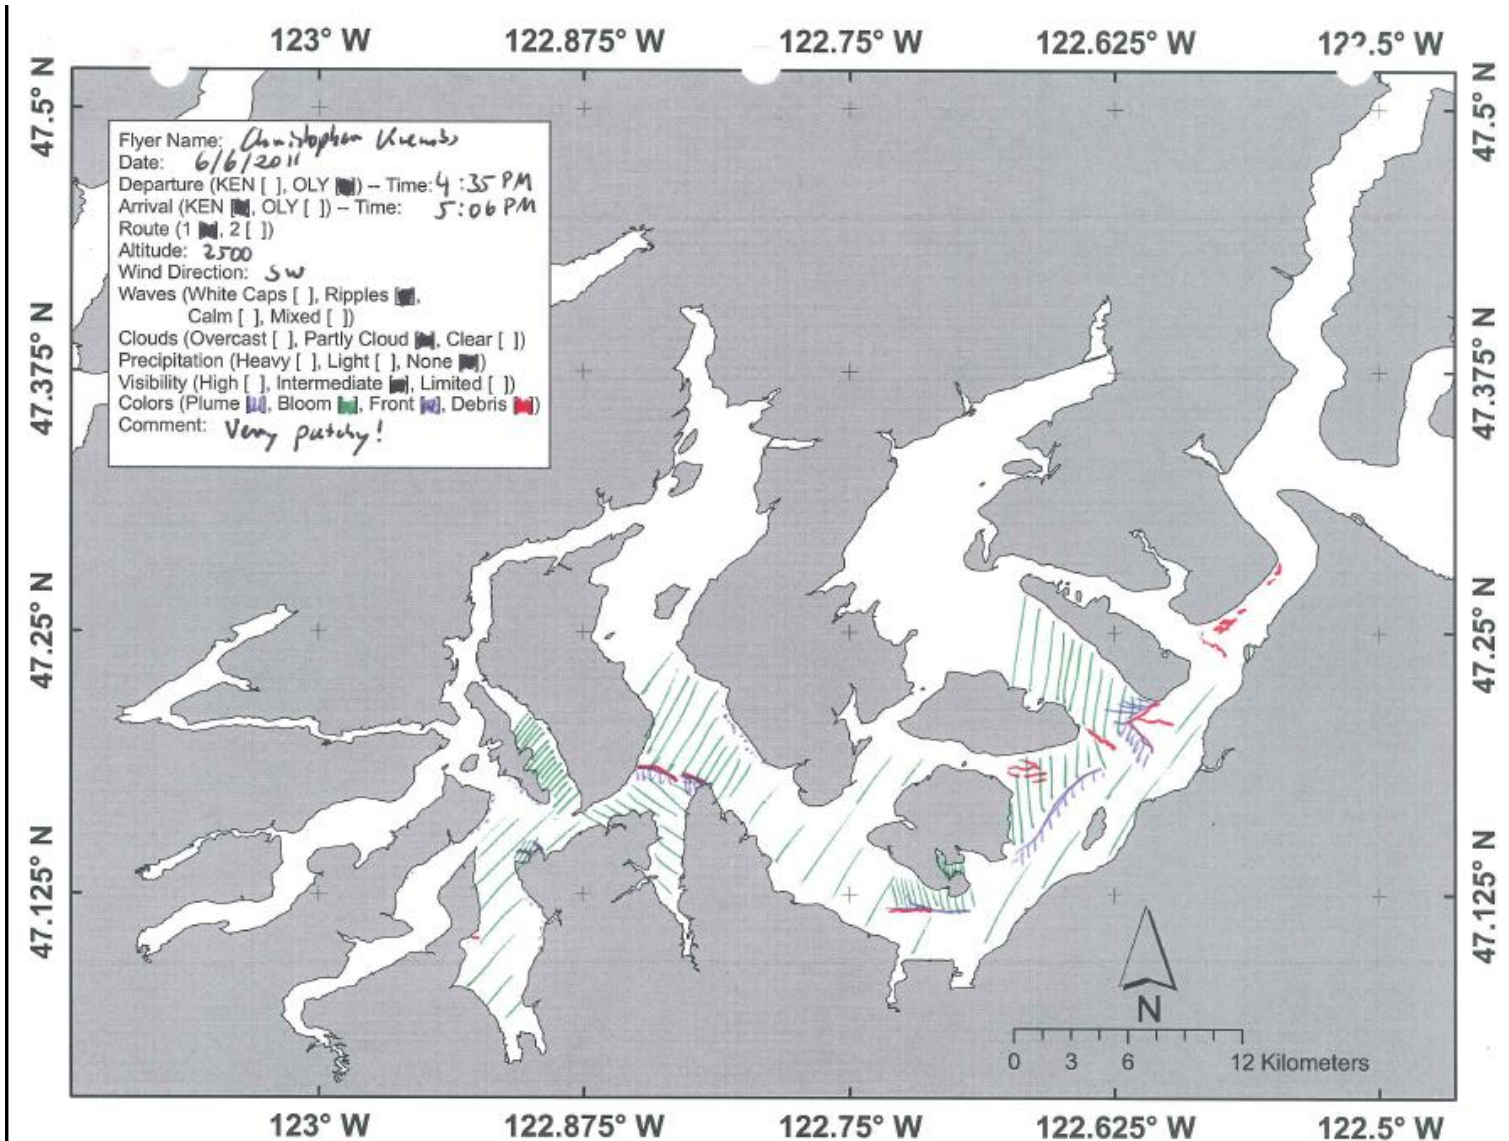 123° W 122.875° W 122.75° W 122.625° W 122.5° W
47.5° N 47.5° N
Flyer Name: Christopher Krembs
Date: 6/6/2011
Departure (KEN [ ], OLY [■]) – Time: 4:35 PM
Arrival (KEN [■], OLY [ ]) – Time: 5:06 PM
Route (1 [■], 2 [ ])
Altitude: 2500
Wind Direction: SW
Waves (White Caps [ ], Ripples [■],
Calm [ ], Mixed [ ])
Clouds (Overcast [ ], Partly Cloud [■], Clear [ ])
Precipitation (Heavy [ ], Light [ ], None [■])
Visibility (High [ ], Intermediate [■], Limited [ ])
Colors (Plume [■], Bloom [■], Front [■], Debris [■])
Comment: Very patchy!
47.375° N 47.375° N
47.25° N 47.25° N
47.125° N 47.125° N
N
0 3 6 12 Kilometers
123° W 122.875° W 122.75° W 122.625° W 122.5° W